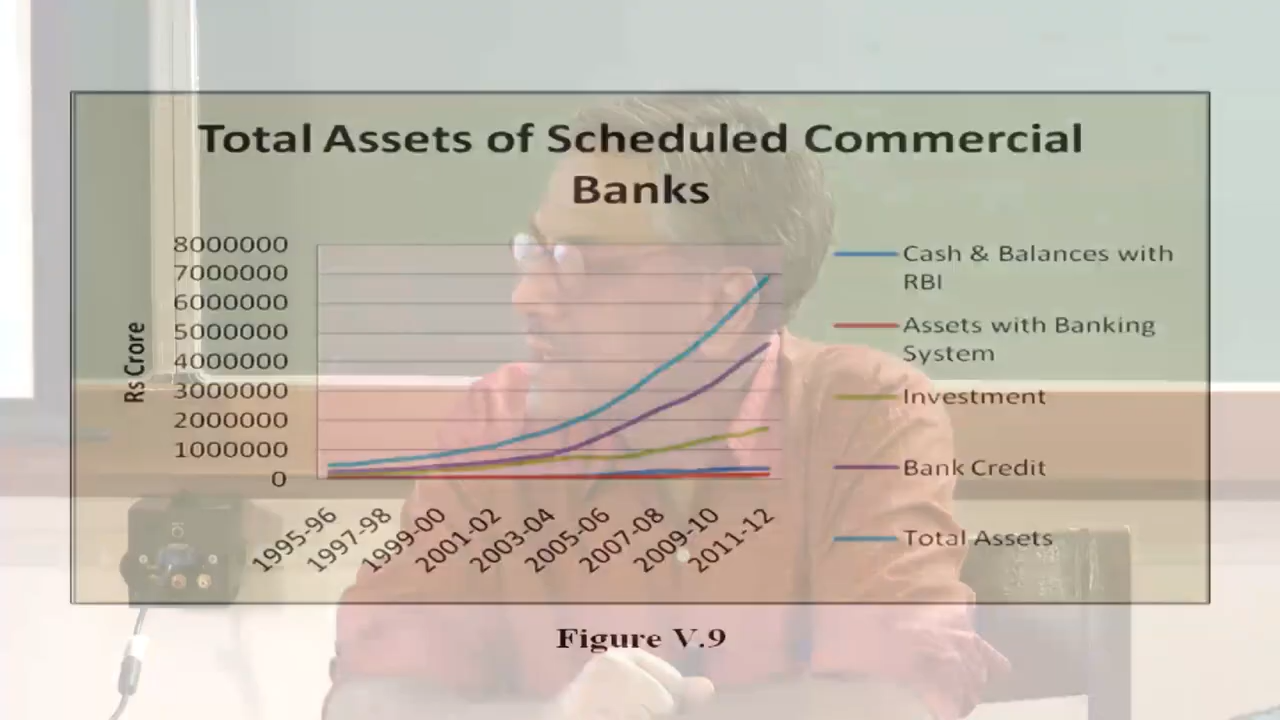 Total Assets of Scheduled Commercial
Banks
8000000
7000000
6000000
5000000
4000000
3000000
2000000
1000000
0
Rs Crore
1995-96
1997-98
1999-00
2001-02
2003-04
2005-06
2007-08
2009-10
2011-12
Cash & Balances with
RBI
Assets with Banking
System
Investment
Bank Credit
Total Assets
Figure V.9